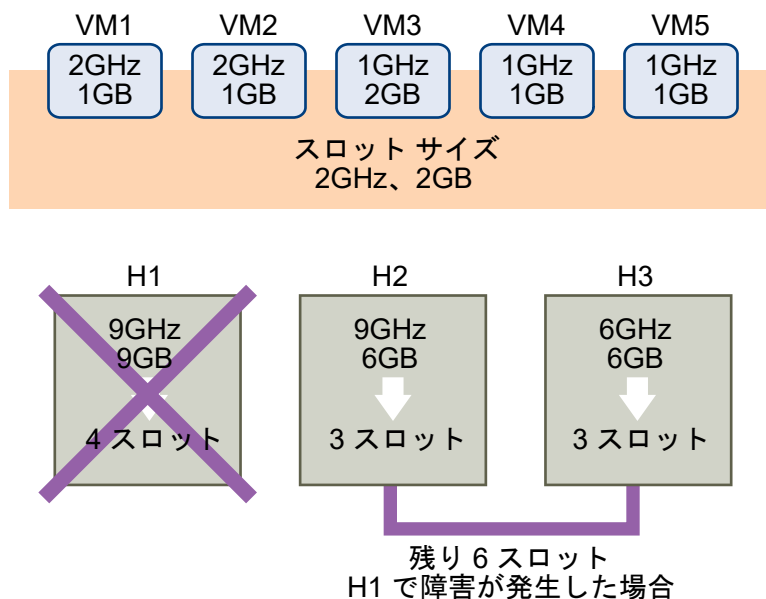 VM1 VM2 VM3 VM4 VM5
2GHz 2GHz 1GHz 1GHz 1GHz
1GB 1GB 2GB 1GB 1GB
スロット サイズ
2GHz、2GB
H1 H2 H3
9GHz 9GHz 6GHz
9GB 6GB 6GB
4 スロット 3 スロット 3 スロット
残り 6 スロット
H1 で障害が発生した場合